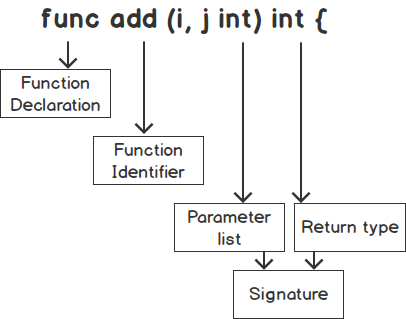 func add (i, j int) int {
Function
Declaration
Function
Identifier
Parameter
list
Return type
Signature